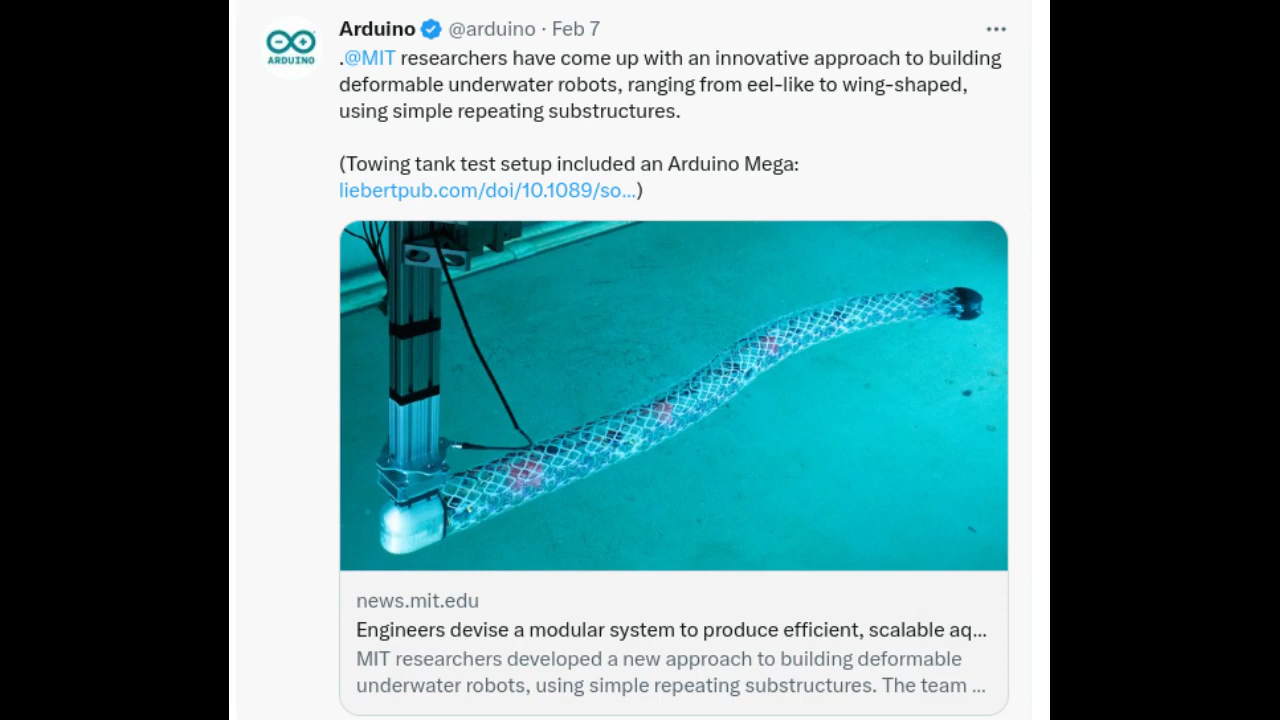 Arduino @arduino · Feb 7
ARDUINO
.@MIT researchers have come up with an innovative approach to building
deformable underwater robots, ranging from eel-like to wing-shaped,
using simple repeating substructures.
(Towing tank test setup included an Arduino Mega:
liebertpub.com/doi/10.1089/so...)
news.mit.edu
Engineers devise a modular system to produce efficient, scalable aq...
MIT researchers developed a new approach to building deformable
underwater robots, using simple repeating substructures. The team ...